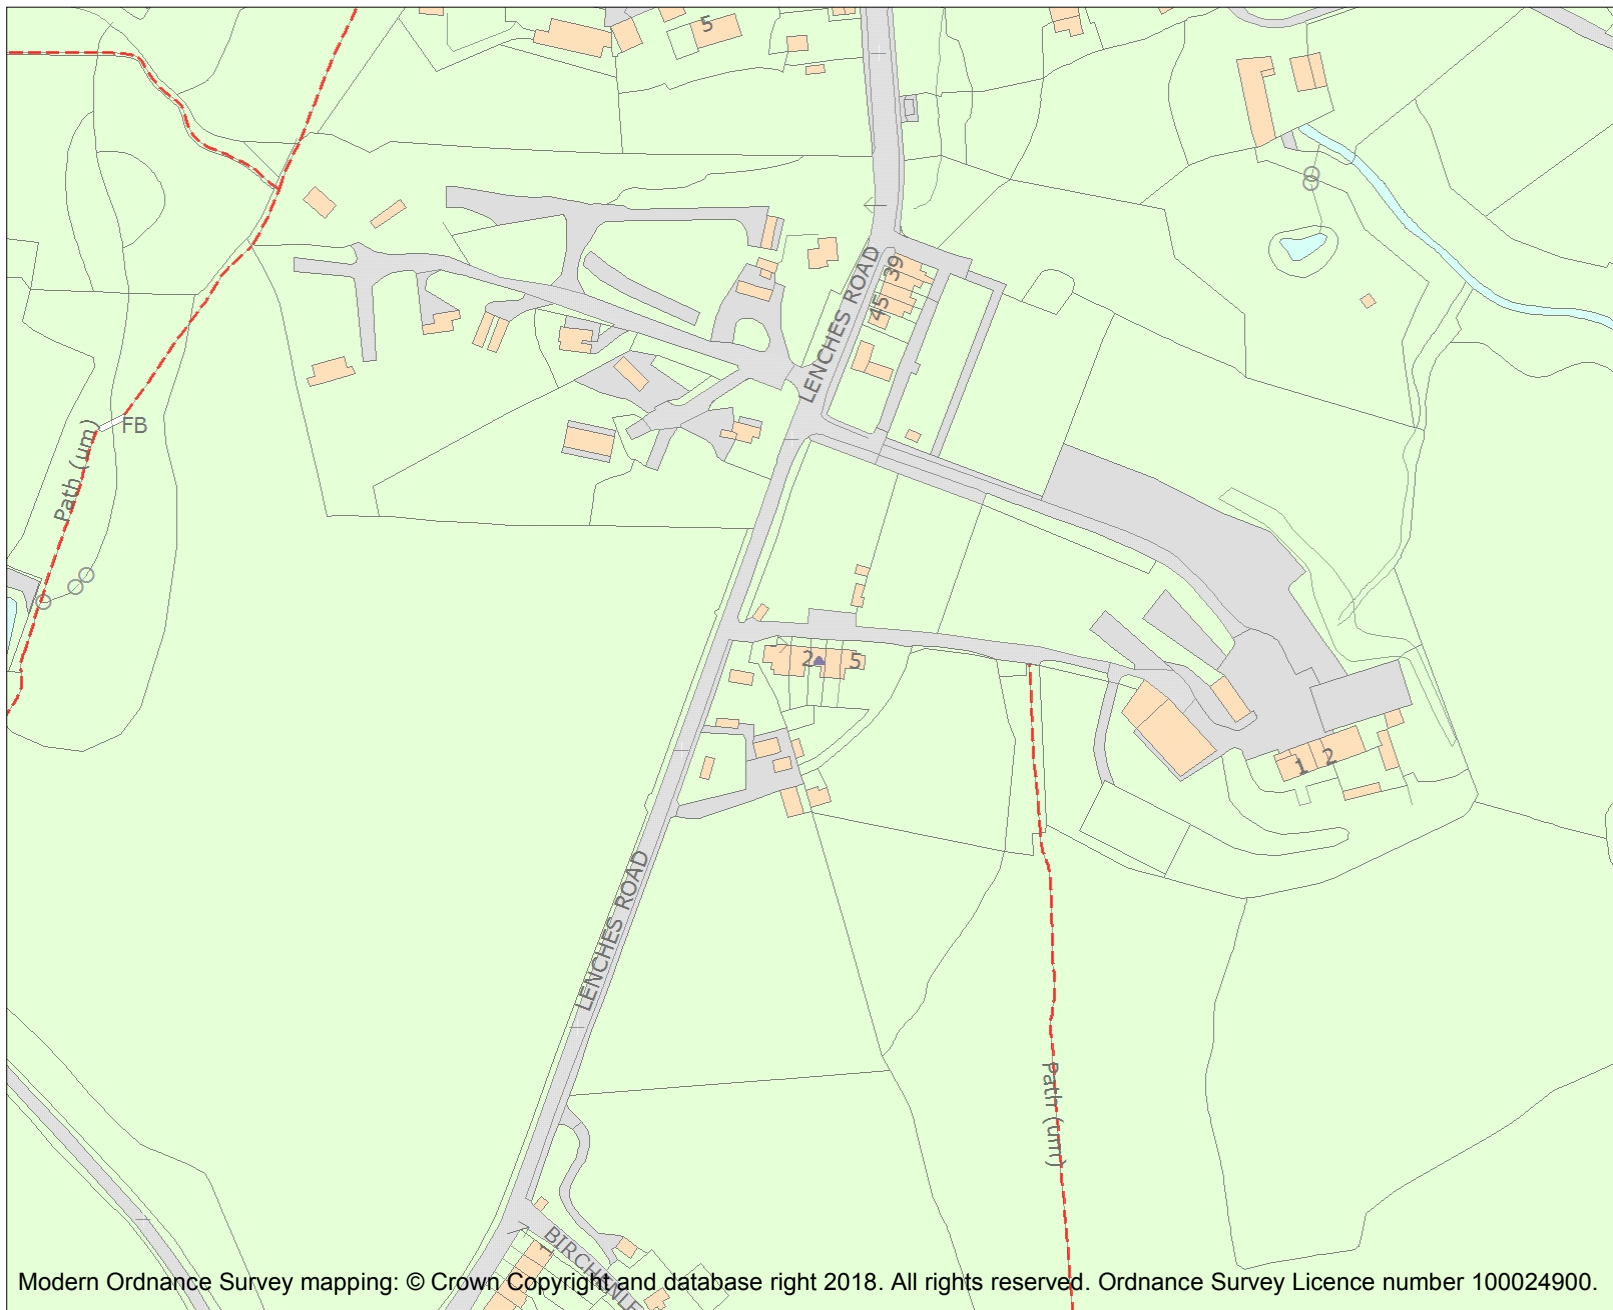 5
39
45
LENCHES ROAD
FB
Path (um)
2
5
1 2
LENCHES ROAD
Path (um)
1
Modern Ordnance Survey mapping: © Crown Copyright and database right 2018. All rights reserved. Ordnance Survey Licence number 100024900.